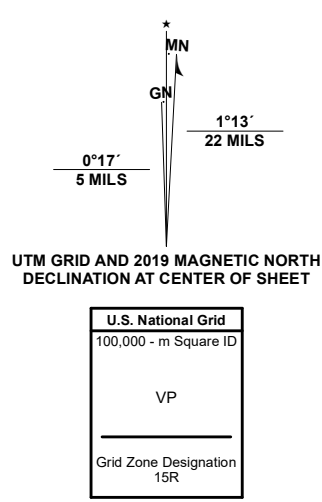 ★
MN
GN
1°13´
22 MILS
0°17´
5 MILS
UTM GRID AND 2019 MAGNETIC NORTH
DECLINATION AT CENTER OF SHEET
U.S. National Grid
100,000 - m Square ID
VP
Grid Zone Designation
15R